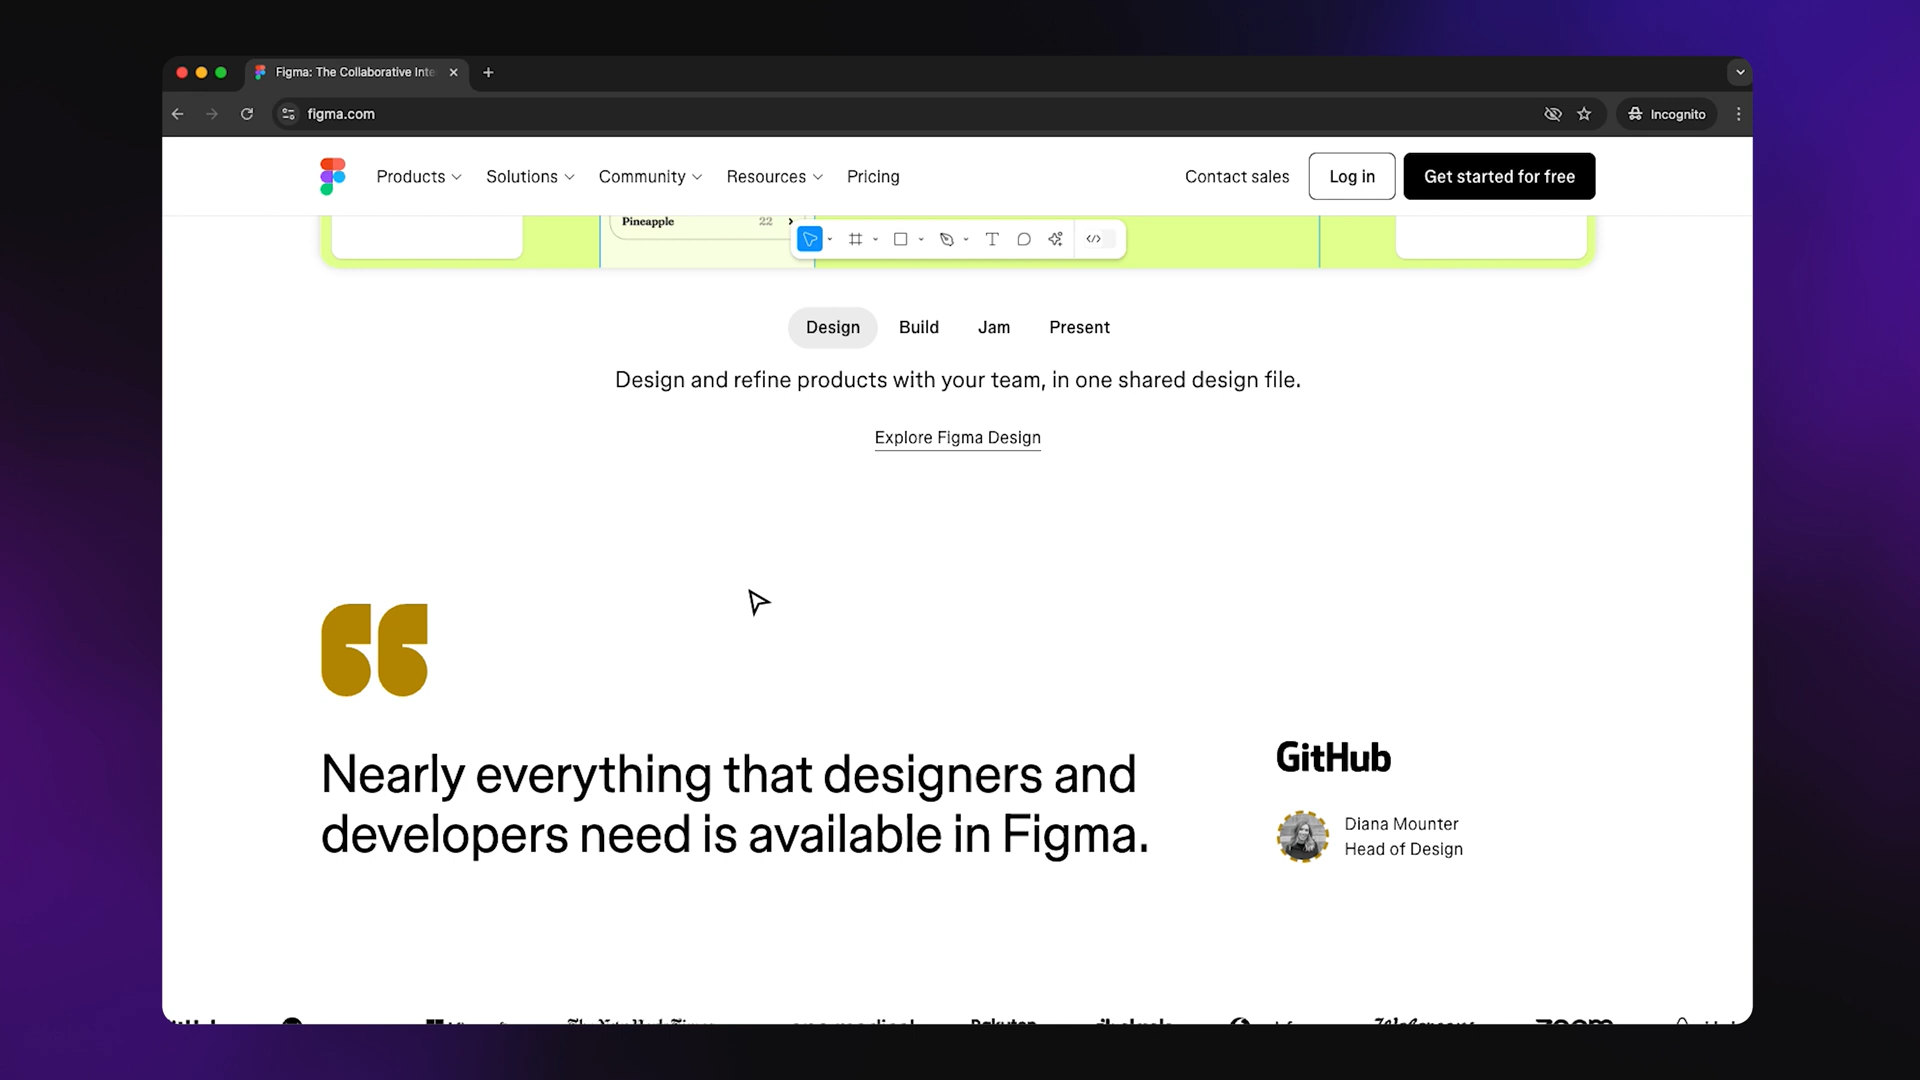 Figma: The Collaborative Inte
figma.com
Incognito
Products
Solutions
Community
Resources
Pricing
Contact sales
Log in
Get started for free
Pineapple 22
Design
Build
Jam
Present
Design and refine products with your team, in one shared design file.
Explore Figma Design
Nearly everything that designers and
developers need is available in Figma.
GitHub
Diana Mounter
Head of Design
zoom